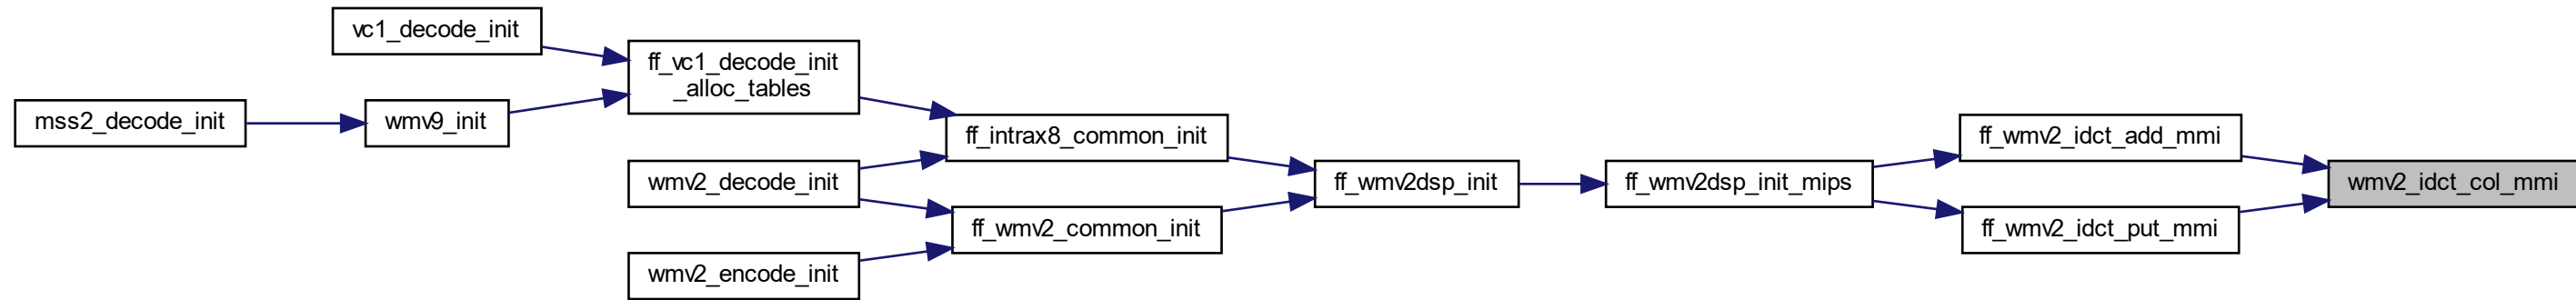 vc1_decode_init
mss2_decode_init
wmv9_init
ff_vc1_decode_init
_alloc_tables
wmv2_decode_init
wmv2_encode_init
ff_intrax8_common_init
ff_wmv2_common_init
ff_wmv2dsp_init
ff_wmv2dsp_init_mips
ff_wmv2_idct_add_mmi
ff_wmv2_idct_put_mmi
wmv2_idct_col_mmi